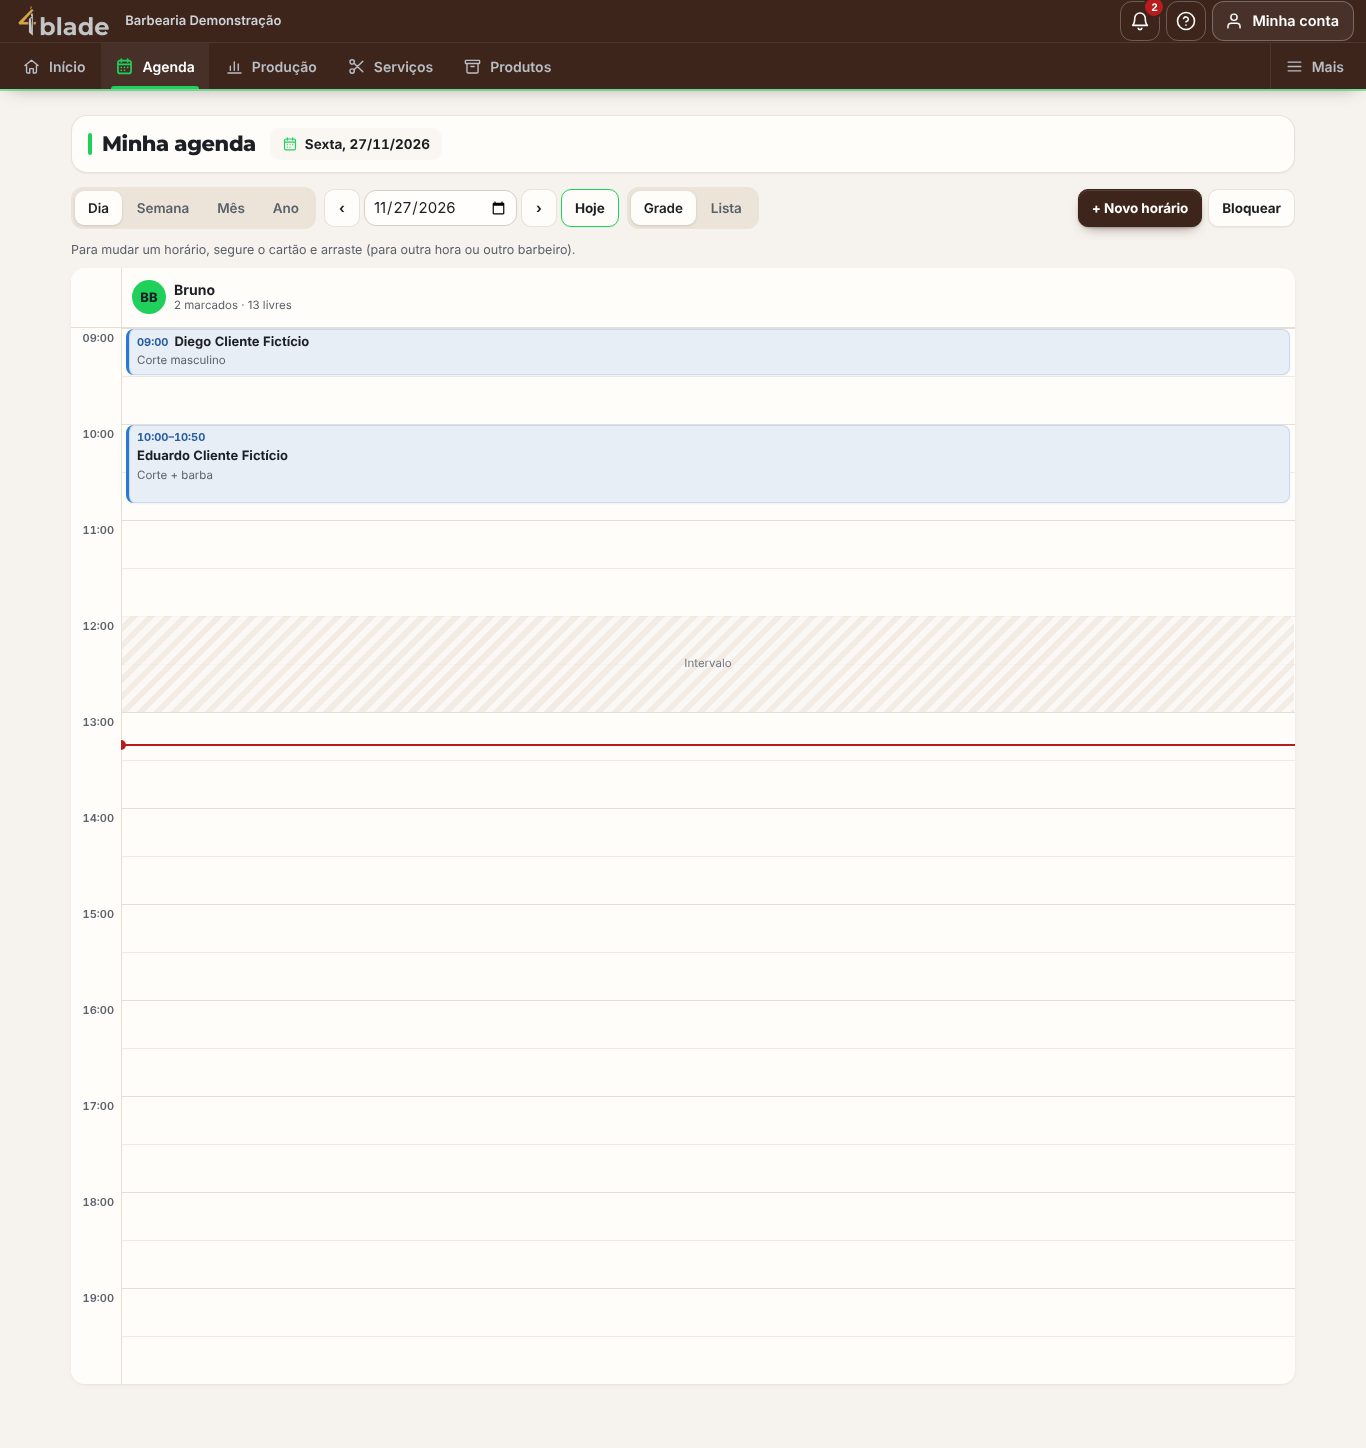 4blade
Barbearia Demonstração
2
Minha conta
Início
Agenda
Produção
Serviços
Produtos
Mais
Minha agenda
Sexta, 27/11/2026
Dia
Semana
Mês
Ano
‹
11/27/2026
›
Hoje
Grade
Lista
+ Novo horário
Bloquear
Para mudar um horário, segure o cartão e arraste (para outra hora ou outro barbeiro).
BB
Bruno
2 marcados · 13 livres
09:00
09:00 Diego Cliente Fictício
Corte masculino
10:00
10:00–10:50
Eduardo Cliente Fictício
Corte + barba
11:00
12:00
Intervalo
13:00
14:00
15:00
16:00
17:00
18:00
19:00